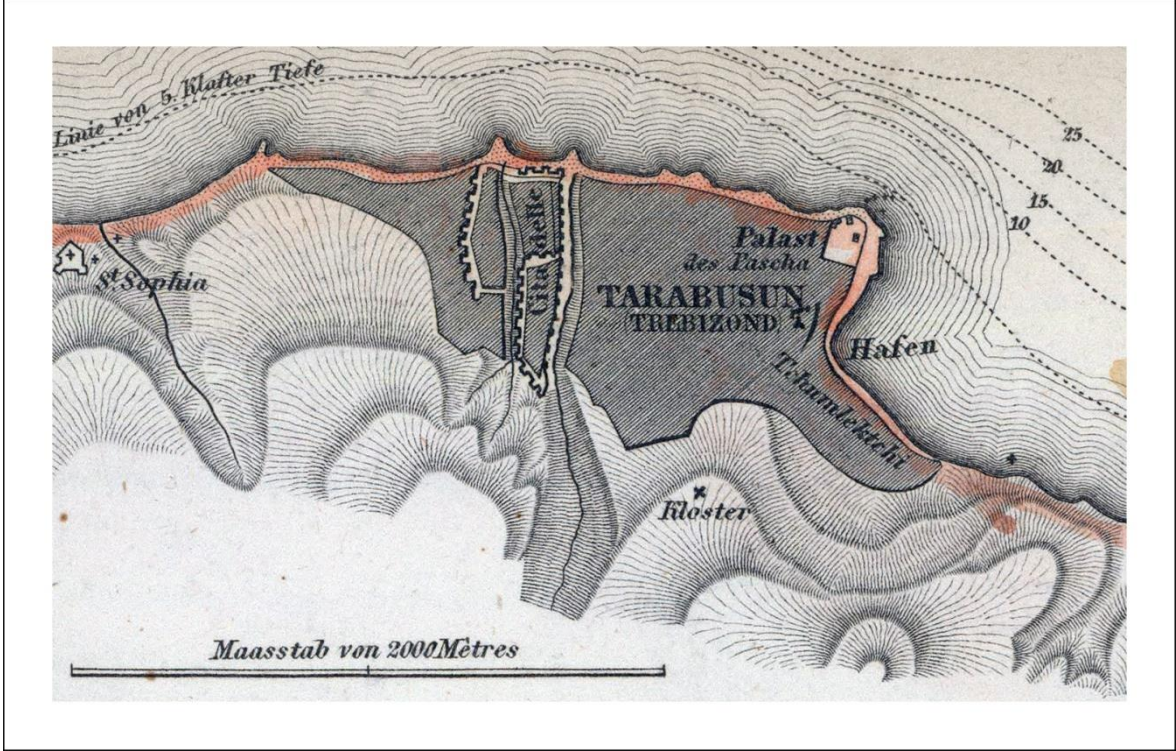 Linie von 5. Klafter Tiefe
25
20
15
10
Citadelle
Palast
des Pascha
St. Sophia
TARABUSUN
(TREBIZOND)
Hafen
Kloster
Maasstab von 2000 Mètres